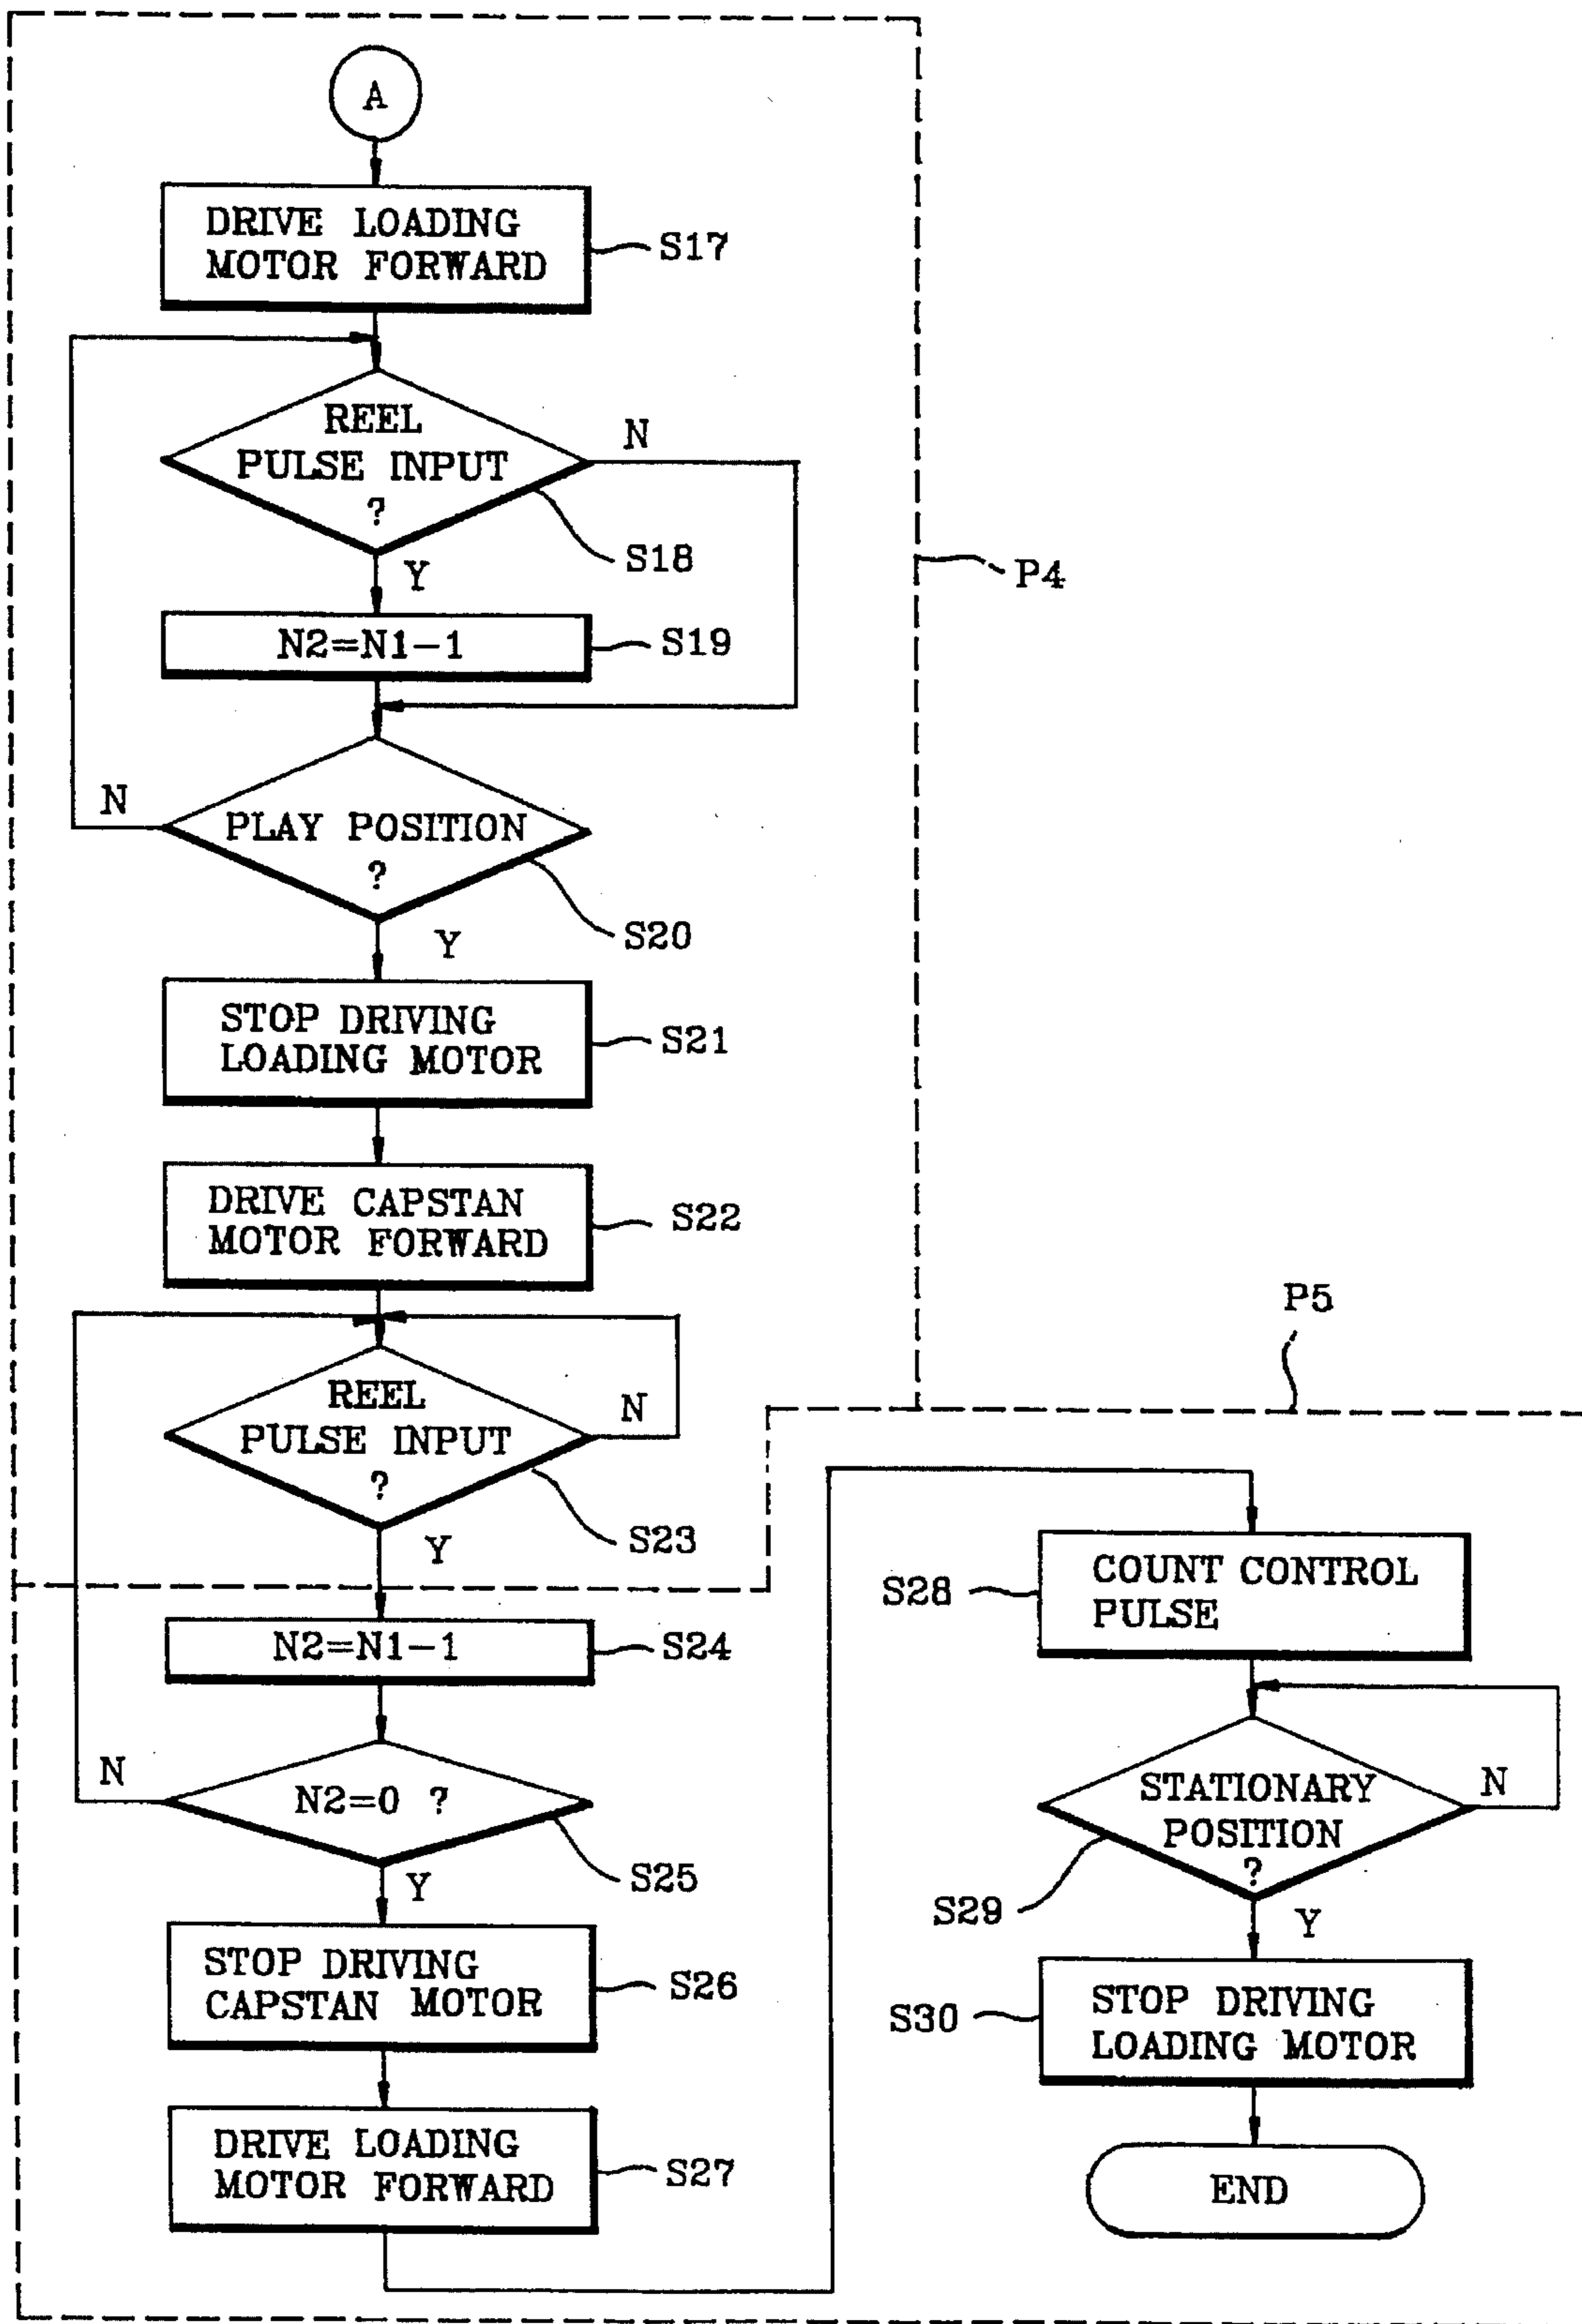 A
DRIVE LOADING
MOTOR FORWARD
S17
REEL
PULSE INPUT
?
N
S18
Y
P4
N2=N1-1
S19
PLAY POSITION
?
N
S20
Y
STOP DRIVING
LOADING MOTOR
S21
DRIVE CAPSTAN
MOTOR FORWARD
S22
REEL
PULSE INPUT
?
N
S23
Y
N2=N1-1
S24
N2=0 ?
N
S25
Y
STOP DRIVING
CAPSTAN MOTOR
S26
DRIVE LOADING
MOTOR FORWARD
S27
P5
COUNT CONTROL
PULSE
S28
STATIONARY
POSITION
?
N
S29
Y
STOP DRIVING
LOADING MOTOR
S30
END